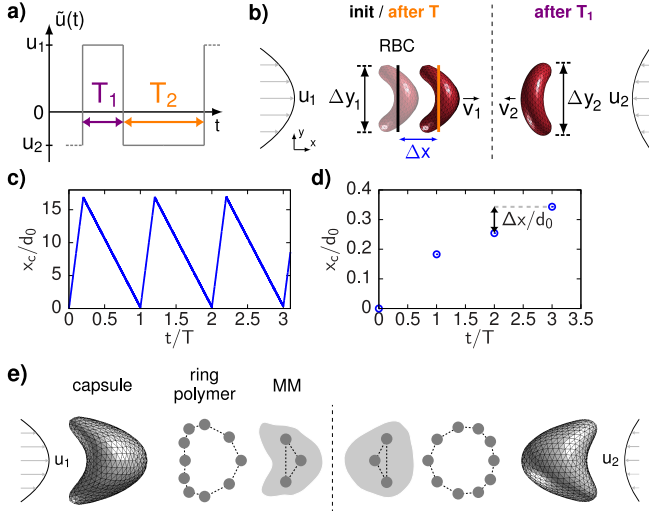 a)
ũ(t)
u₁
0
u₂
T₁
T₂
t
b)
init / after T
after T₁
RBC
u₁
Δy₁
v₁
v₂
Δy₂
u₂
y
x
Δx
c)
x_c/d₀
15
10
5
0
0 0.5 1 1.5 2 2.5 3
t/T
d)
x_c/d₀
0.4
0.3
0.2
0.1
0
Δx/d₀
0 0.5 1 1.5 2 2.5 3 3.5
t/T
e)
capsule
ring
polymer
MM
u₁
u₂